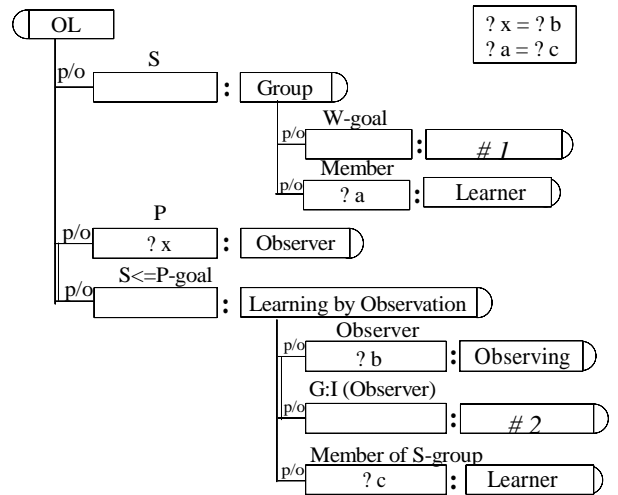 OL
? x = ? b
? a = ? c
S
p/o : Group
W-goal
p/o : # 1
Member
p/o ? a : Learner
P
p/o ? x : Observer
S<=P-goal
p/o : Learning by Observation
Observer
p/o ? b : Observing
G:I (Observer)
p/o : # 2
Member of S-group
p/o ? c : Learner